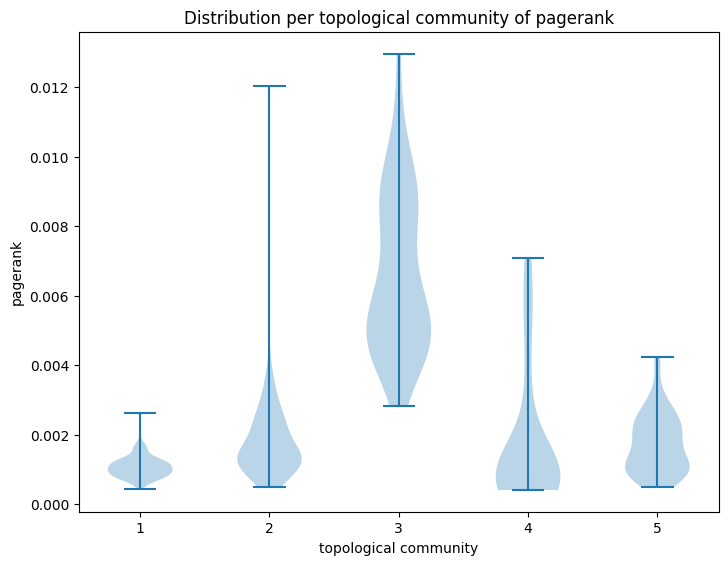 Distribution per topological community of pagerank
0.012
0.010
0.008
0.006
0.004
0.002
0.000
pagerank
1 2 3 4 5
topological community